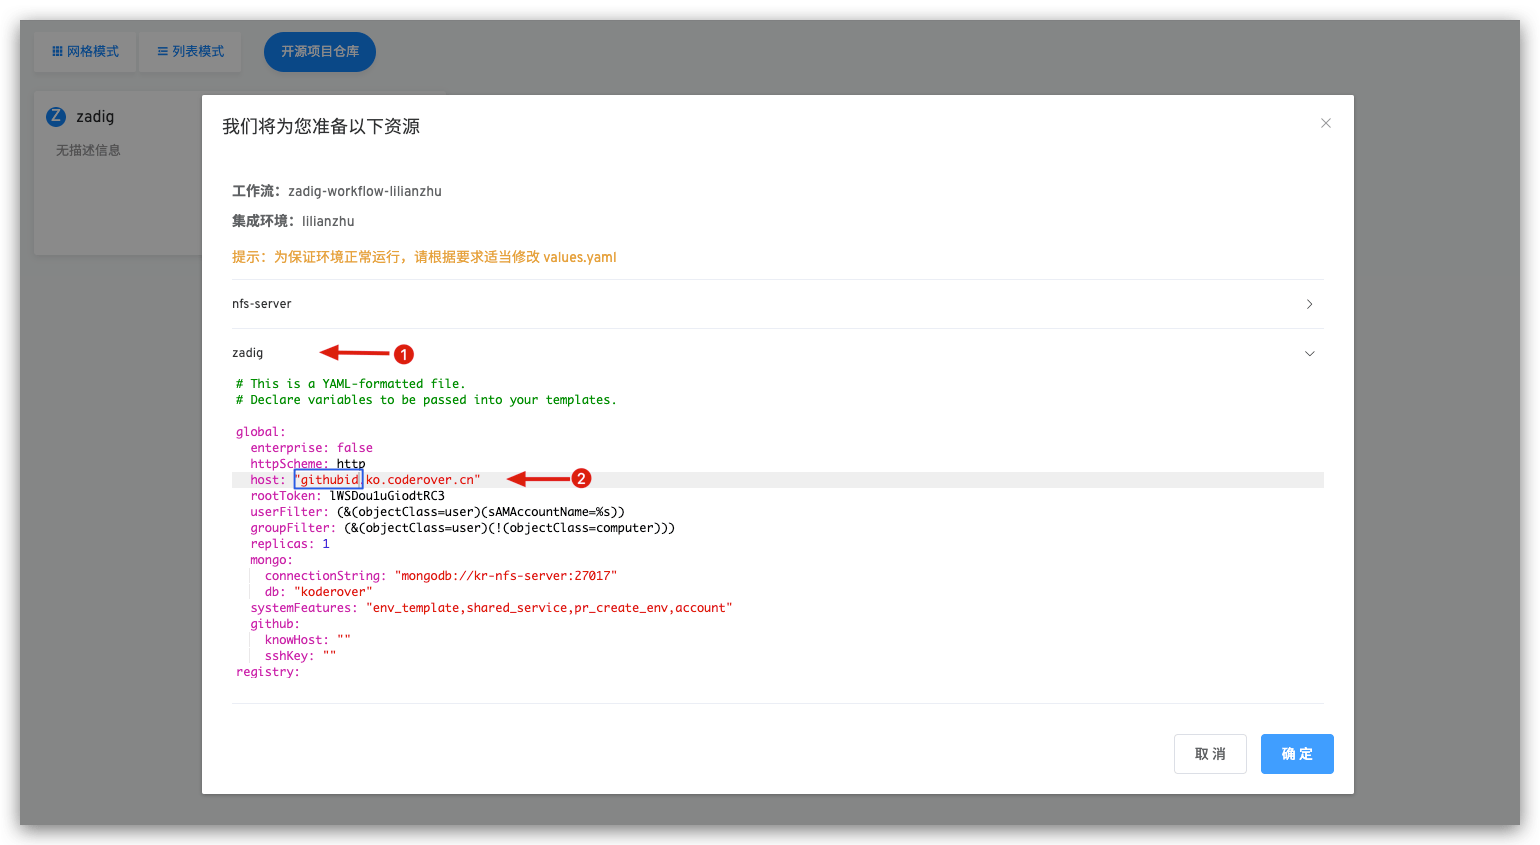 网格模式
列表模式
开源项目仓库
Z zadig
无描述信息
我们将为您准备以下资源
工作流：zadig-workflow-lilianzhu
集成环境：lilianzhu
提示：为保证环境正常运行，请根据要求适当修改 values.yaml
nfs-server
zadig
1
# This is a YAML-formatted file.
# Declare variables to be passed into your templates.
global:
enterprise: false
httpScheme: http
host: "githubid.ko.coderover.cn"
2
rootToken: lWSDou1uGiodtRC3
userFilter: (&(objectClass=user)(sAMAccountName=%s))
groupFilter: (&(objectClass=user)(!(objectClass=computer)))
replicas: 1
mongo:
connectionString: "mongodb://kr-nfs-server:27017"
db: "koderover"
systemFeatures: "env_template,shared_service,pr_create_env,account"
github:
knowHost: ""
sshKey: ""
registry:
取消
确定